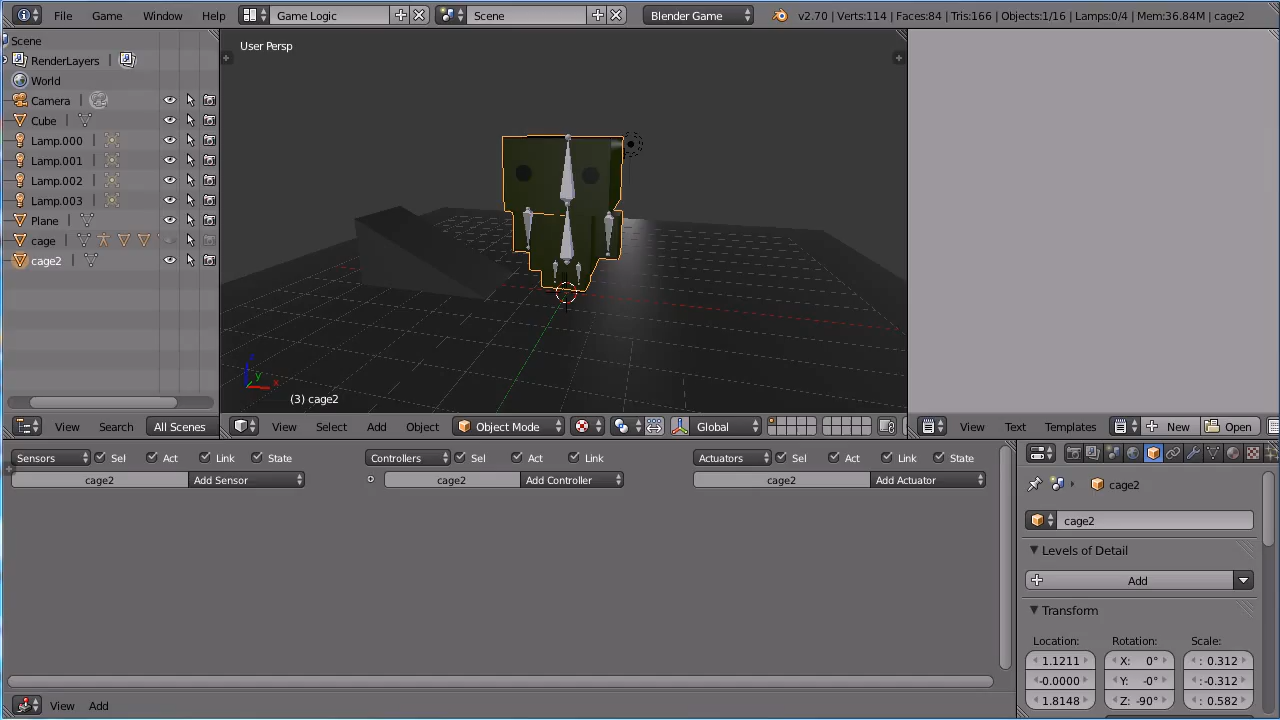 File Game Window Help Game Logic Scene Blender Game v2.70 | Verts:114 | Faces:84 | Tris:166 | Objects:1/16 | Lamps:0/4 | Mem:36.84M | cage2
Scene
RenderLayers
World
Camera
Cube
Lamp.000
Lamp.001
Lamp.002
Lamp.003
Plane
cage
cage2
User Persp
x
y
(3) cage2
View Search All Scenes
View Select Add Object Object Mode Global
View Text Templates New Open
Sensors Sel Act Link State Controllers Sel Act Link Actuators Sel Act Link State
cage2 Add Sensor cage2 Add Controller cage2 Add Actuator
cage2
cage2
Levels of Detail
Add
Transform
Location: Rotation: Scale:
1.1211 X: 0° : 0.312
-0.0000 Y: -0° :-0.312
1.8148 Z: -90° : 0.582
View Add